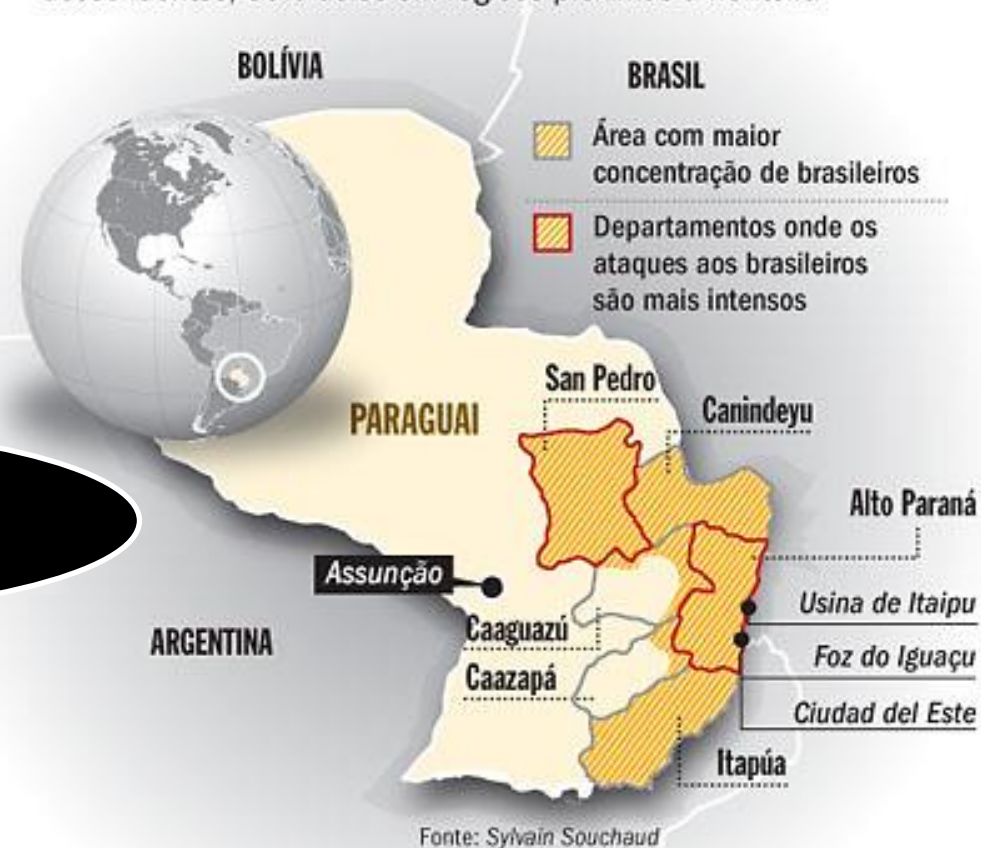 BOLÍVIA
BRASIL
Área com maior
concentração de brasileiros
Departamentos onde os
ataques aos brasileiros
são mais intensos
San Pedro
PARAGUAI
Canindeyu
Alto Paraná
Assunção
Usina de Itaipu
Caaguazú
ARGENTINA
Foz do Iguaçu
Caazapá
Ciudad del Este
Itapúa
Fonte: Sylvain Souchaud